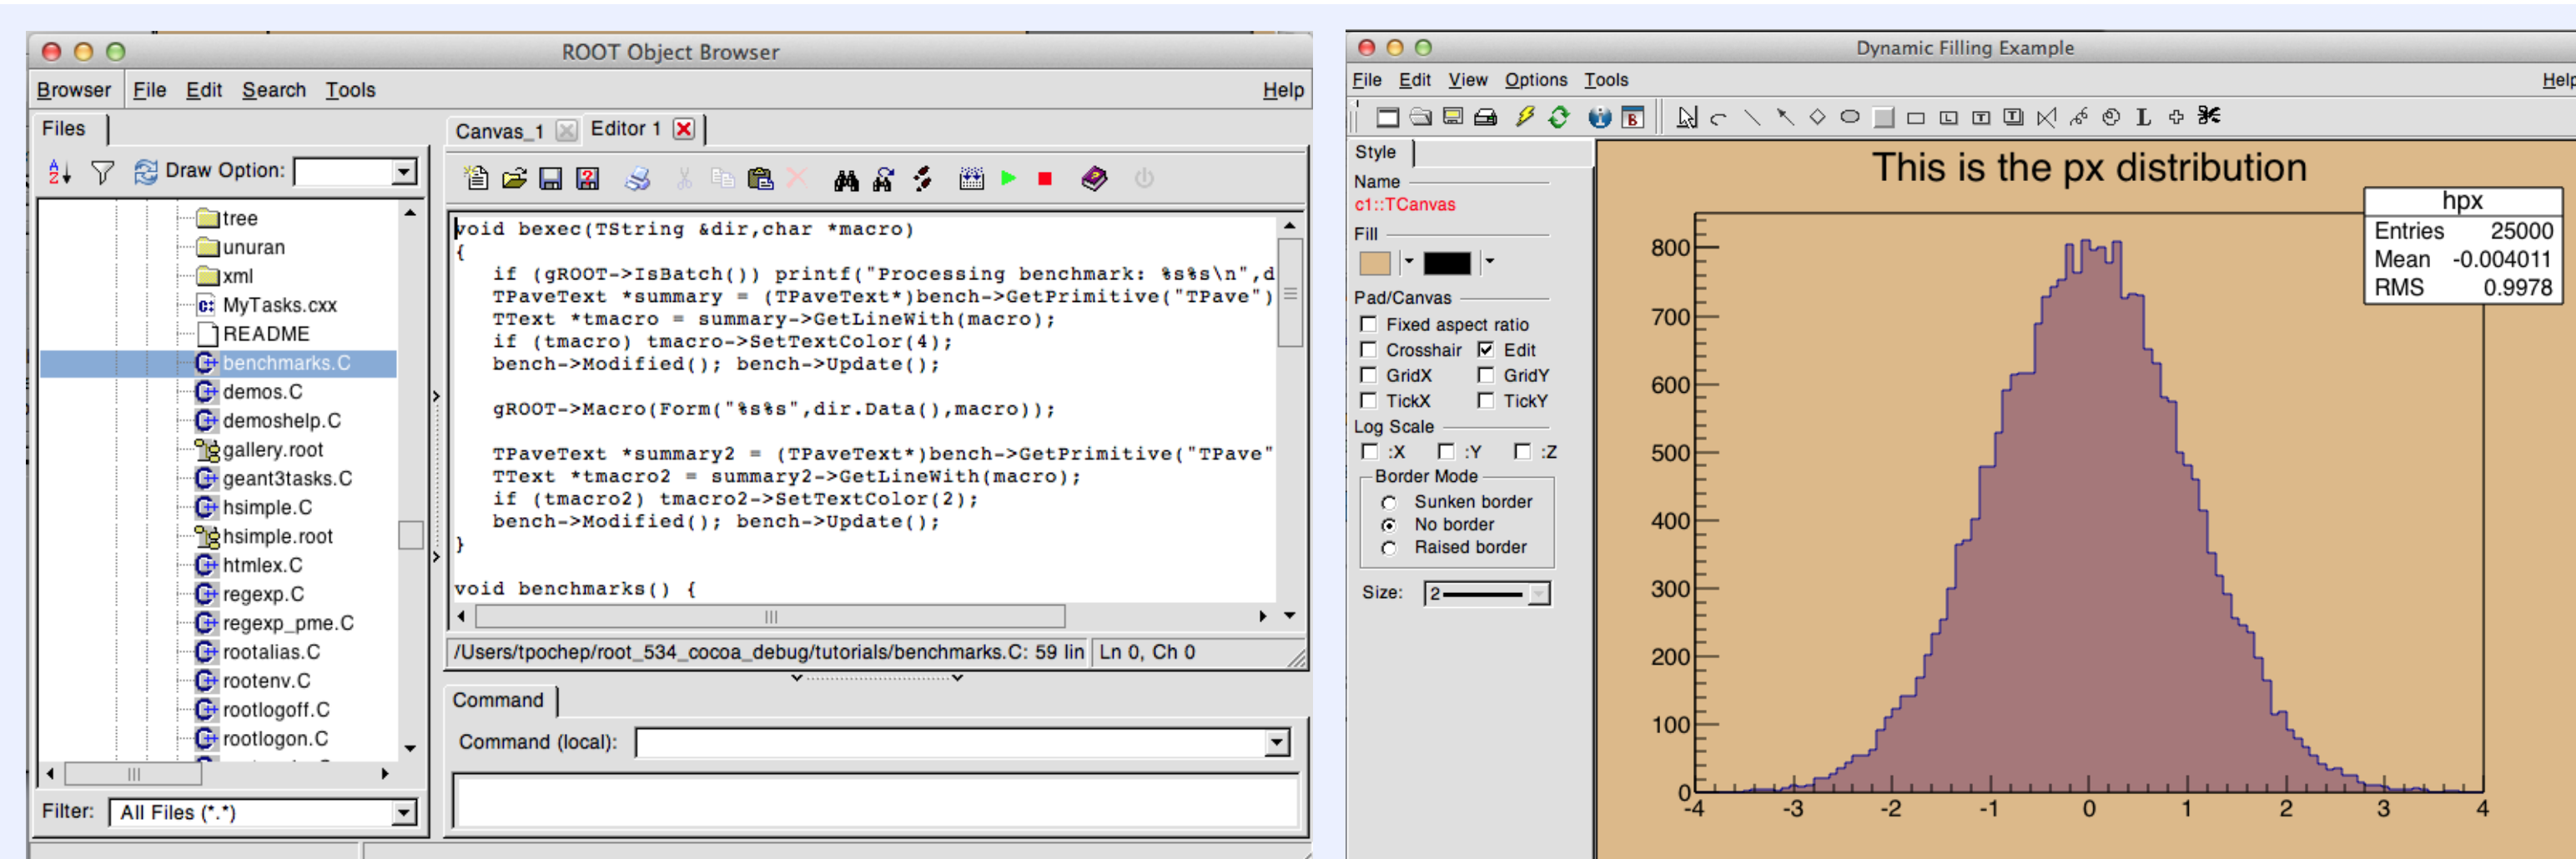 ROOT Object Browser
Browser File Edit Search Tools Help
Files
Draw Option:
tree
unuran
xml
MyTasks.cxx
README
benchmarks.C
demos.C
demoshelp.C
gallery.root
geant3tasks.C
hsimple.C
hsimple.root
htmlex.C
regexp.C
regexp_pme.C
rootalias.C
rootenv.C
rootlogoff.C
rootlogon.C
Filter: All Files (*.*)
Canvas_1 Editor 1
void bexec(TString &dir,char *macro)
{
if (gROOT->IsBatch()) printf("Processing benchmark: %s%s\n",d
TPaveText *summary = (TPaveText*)bench->GetPrimitive("TPave")
TText *tmacro = summary->GetLineWith(macro);
if (tmacro) tmacro->SetTextColor(4);
bench->Modified(); bench->Update();
gROOT->Macro(Form("%s%s",dir.Data(),macro));
TPaveText *summary2 = (TPaveText*)bench->GetPrimitive("TPave"
TText *tmacro2 = summary2->GetLineWith(macro);
if (tmacro2) tmacro2->SetTextColor(2);
bench->Modified(); bench->Update();
}
void benchmarks() {
/Users/tpochep/root_534_cocoa_debug/tutorials/benchmarks.C: 59 lin Ln 0, Ch 0
Command
Command (local):
Dynamic Filling Example
File Edit View Options Tools Help
Style
Name
c1::TCanvas
Fill
Pad/Canvas
Fixed aspect ratio
Crosshair Edit
GridX GridY
TickX TickY
Log Scale
:X :Y :Z
Border Mode
Sunken border
No border
Raised border
Size: 2
This is the px distribution
hpx
Entries 25000
Mean -0.004011
RMS 0.9978
800
700
600
500
400
300
200
100
0
-4 -3 -2 -1 0 1 2 3 4